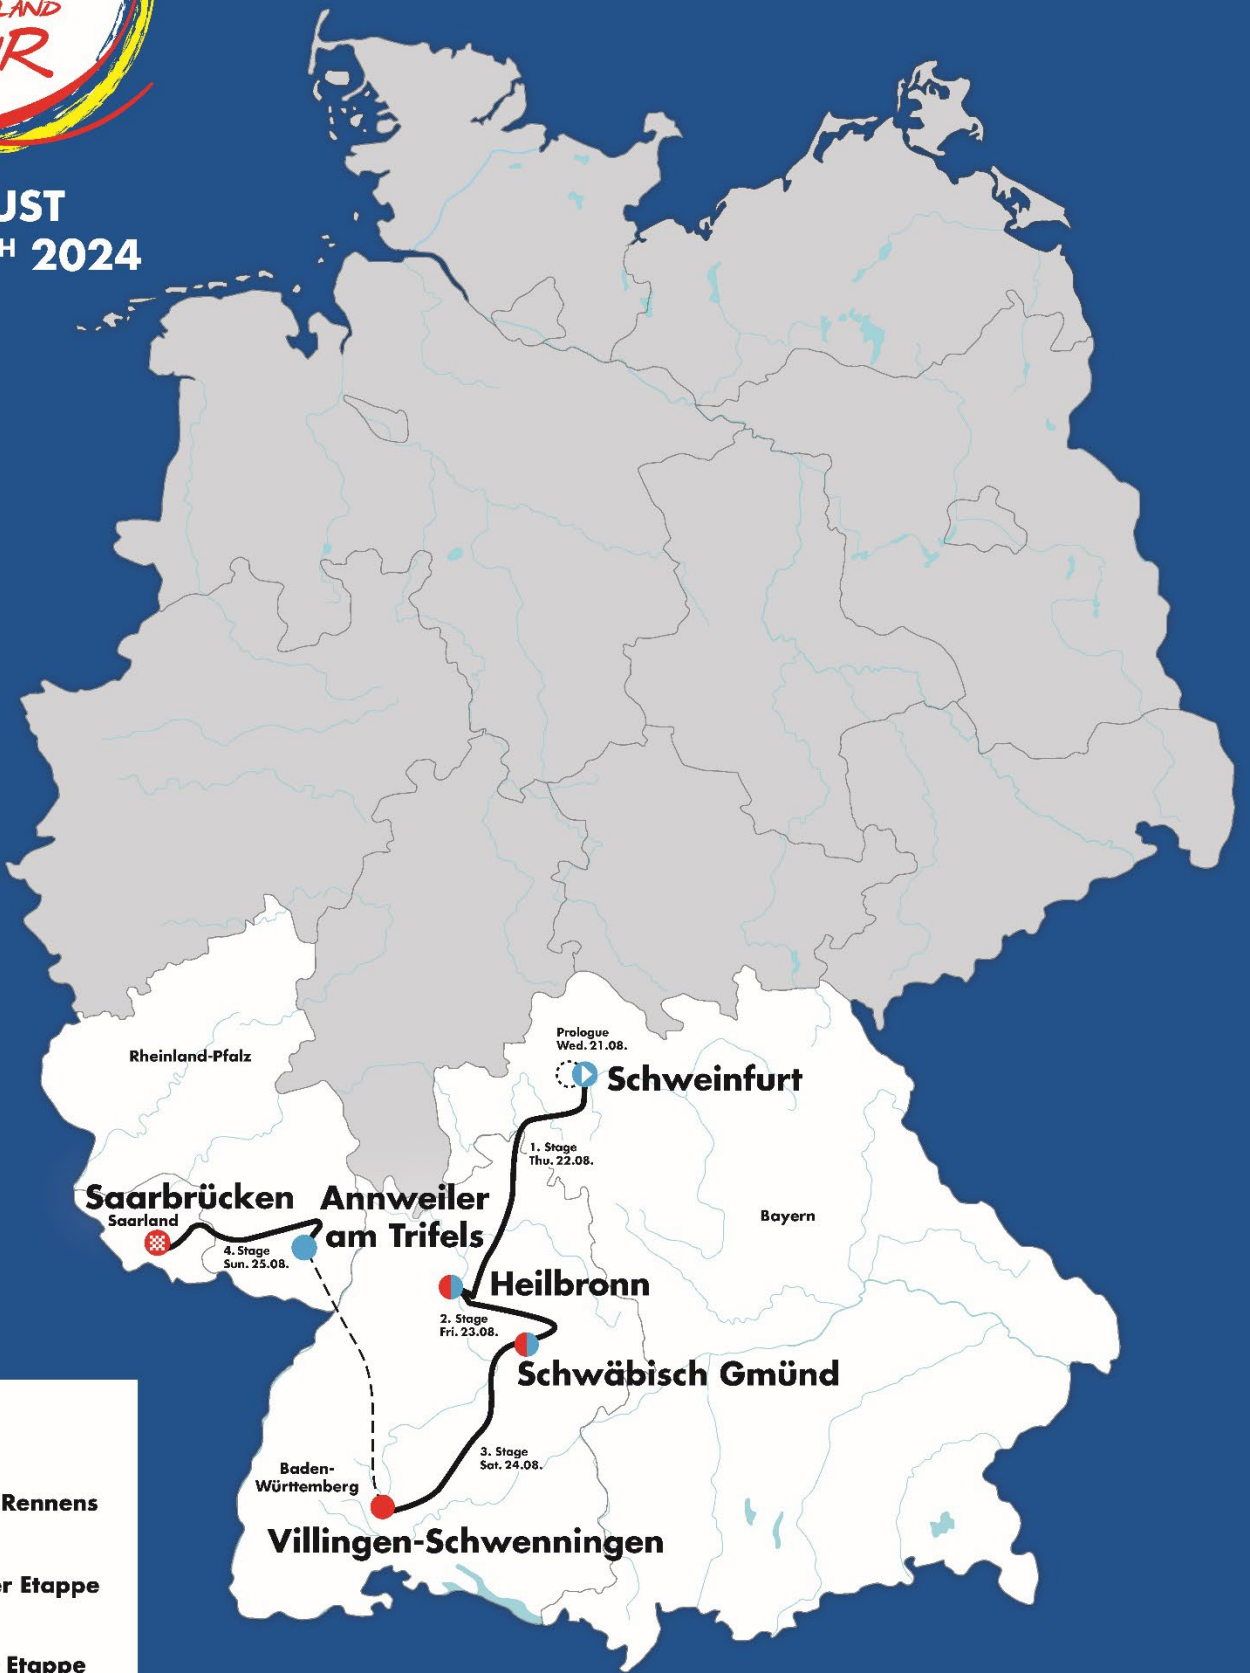 UST
TH 2024
Prologue
Wed. 21.08.
Schweinfurt
Rheinland-Pfalz
1. Stage
Thu. 22.08.
Saarbrücken
Saarland
Annweiler
am Trifels
4. Stage
Sun. 25.08.
Bayern
Heilbronn
2. Stage
Fri. 23.08.
Schwäbisch Gmünd
3. Stage
Sat. 24.08.
Baden-
Württemberg
Villingen-Schwenningen
Rennens
Etappe
Etappe